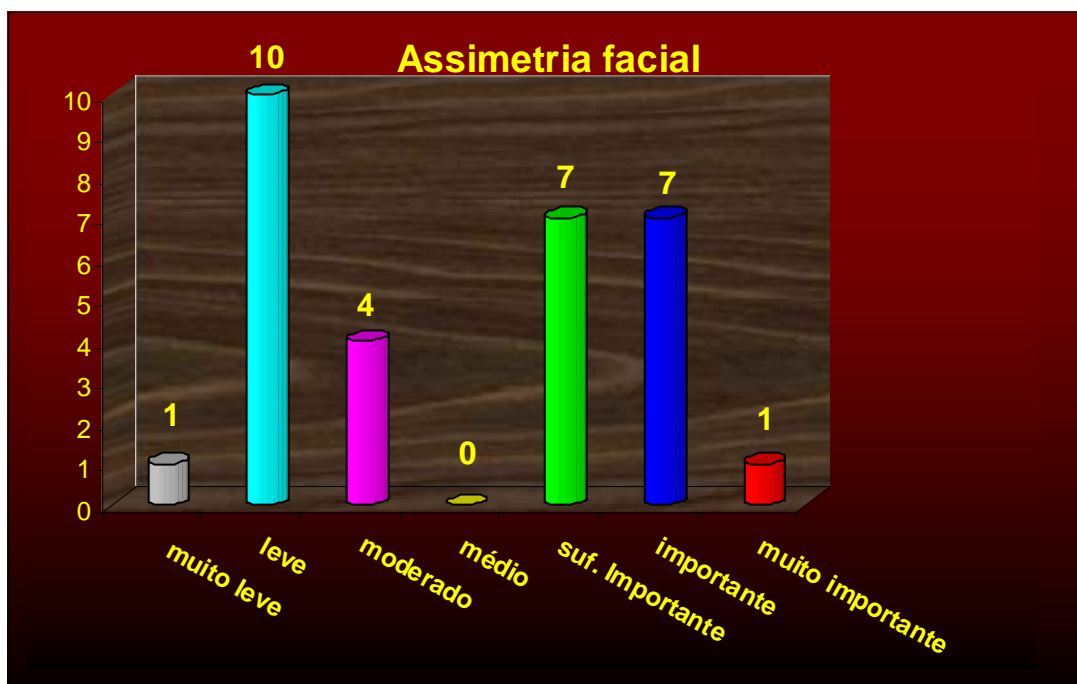 Assimetria facial
10
9
8
7
6
5
4
3
2
1
0
1
10
4
0
7
7
1
muito leve
leve
moderado
médio
suf. Importante
importante
muito importante